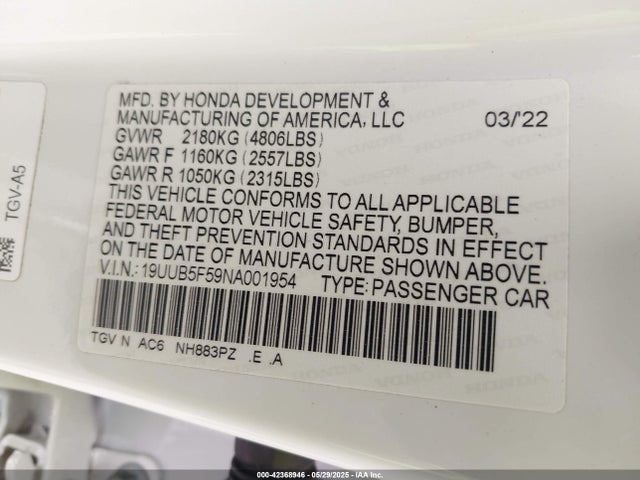 MFD. BY HONDA DEVELOPMENT &
MANUFACTURING OF AMERICA, LLC 03/'22
GVWR 2180KG (4806LBS)
GAWR F 1160KG (2557LBS)
GAWR R 1050KG (2315LBS)
THIS VEHICLE CONFORMS TO ALL APPLICABLE
FEDERAL MOTOR VEHICLE SAFETY, BUMPER,
AND THEFT PREVENTION STANDARDS IN EFFECT
ON THE DATE OF MANUFACTURE SHOWN ABOVE.
V.I.N.: 19UUB5F59NA001954 TYPE: PASSENGER CAR
TGV N AC6 NH883PZ .E .A
TGV-A5
000-42368946 - 05/29/2025 - IAA Inc. Copyright